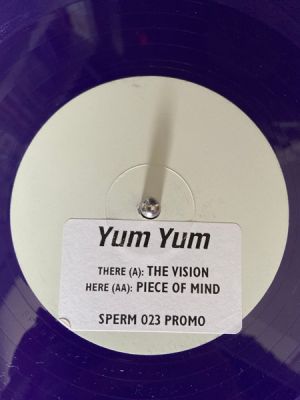 Yum Yum
THERE (A): THE VISION
HERE (AA): PIECE OF MIND
SPERM 023 PROMO